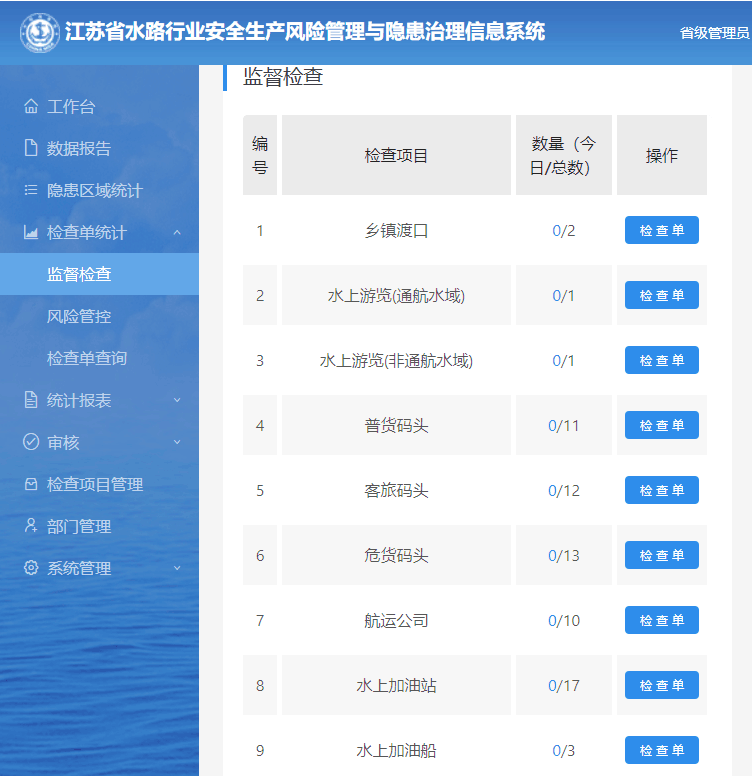 江苏省水路行业安全生产风险管理与隐患治理信息系统
省级管理员
工作台
数据报告
隐患区域统计
检查单统计
监督检查
风险管控
检查单查询
统计报表
审核
检查项目管理
部门管理
系统管理
监督检查
编号 检查项目 数量（今日/总数） 操作
1 乡镇渡口 0/2 检查单
2 水上游览(通航水域) 0/1 检查单
3 水上游览(非通航水域) 0/1 检查单
4 普货码头 0/11 检查单
5 客旅码头 0/12 检查单
6 危货码头 0/13 检查单
7 航运公司 0/10 检查单
8 水上加油站 0/17 检查单
9 水上加油船 0/3 检查单